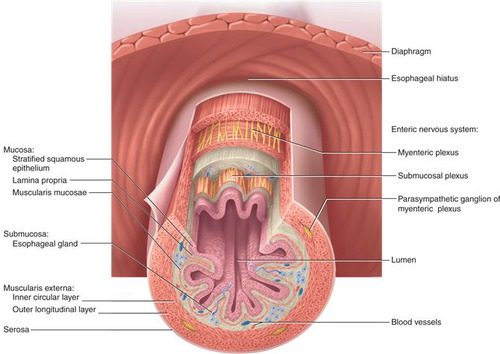 Diaphragm
Esophageal hiatus
Enteric nervous system:
Myenteric plexus
Submucosal plexus
Parasympathetic ganglion of
myenteric plexus
Lumen
Blood vessels
Mucosa:
Stratified squamous
epithelium
Lamina propria
Muscularis mucosae
Submucosa:
Esophageal gland
Muscularis externa:
Inner circular layer
Outer longitudinal layer
Serosa